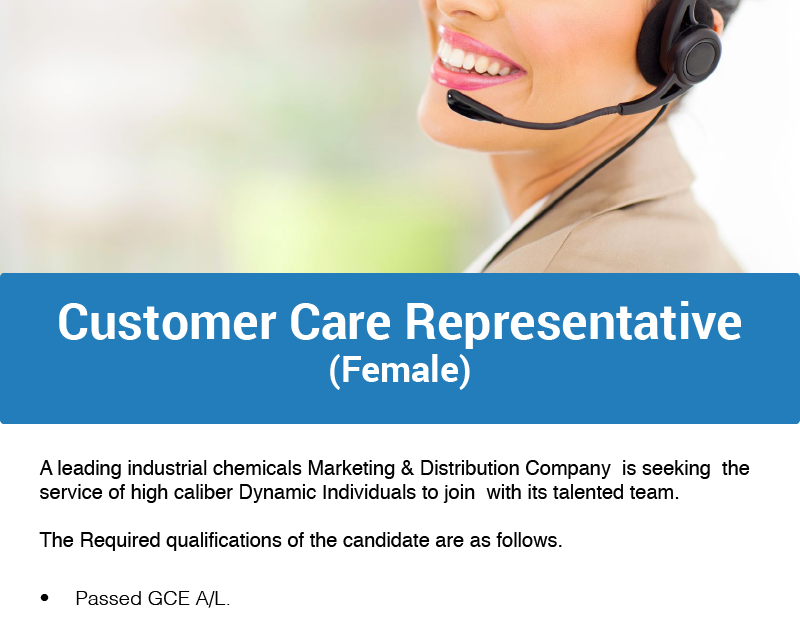 Customer Care Representative
(Female)
A leading industrial chemicals Marketing & Distribution Company  is seeking  the
service of high caliber Dynamic Individuals to join  with its talented team.
The Required qualifications of the candidate are as follows.
• Passed GCE A/L.